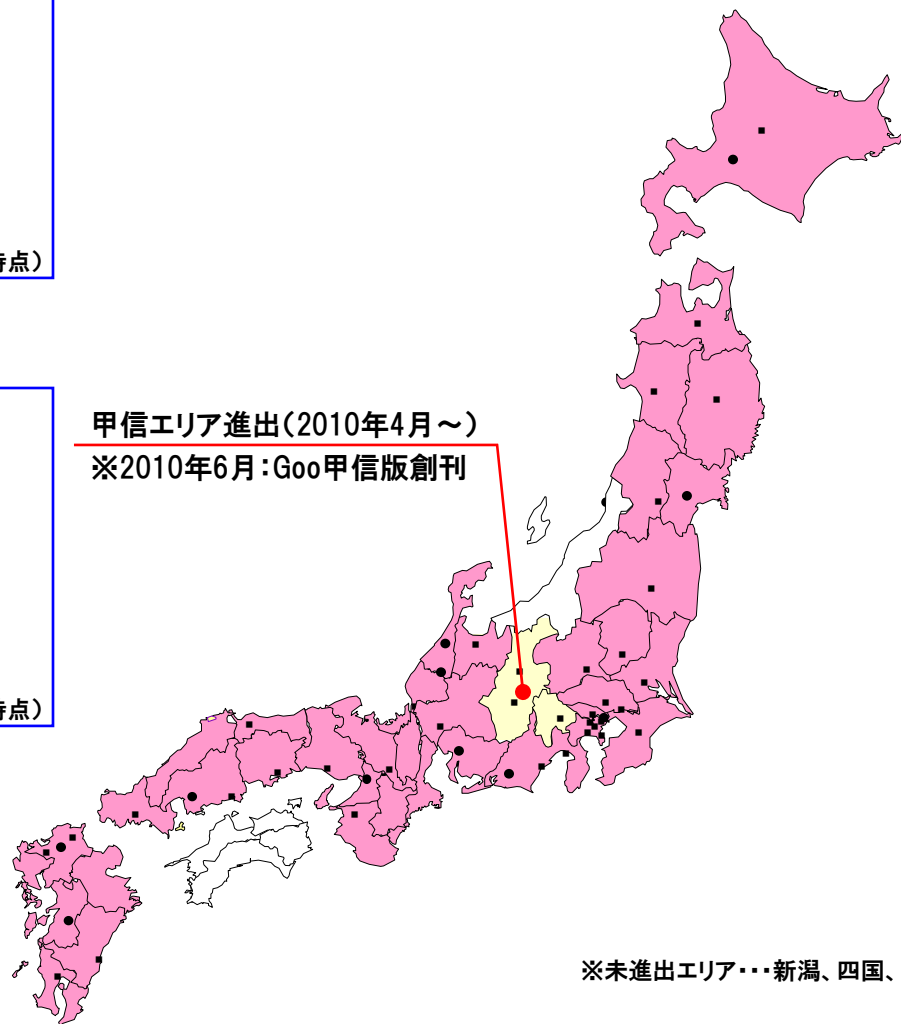 時点）
甲信エリア進出（2010年4月～）
※2010年6月：Goo甲信版創刊
時点）
※未進出エリア・・・新潟、四国、